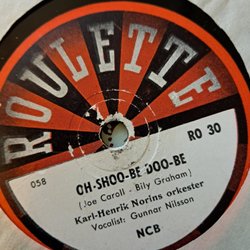 ROULETTE
058
RO 30
OH-SHOO-BE DOO-BE
(Joe Caroll - Bily Graham)
Karl-Henrik Norins orkester
Vocalist: Gunnar Nilsson
NCB